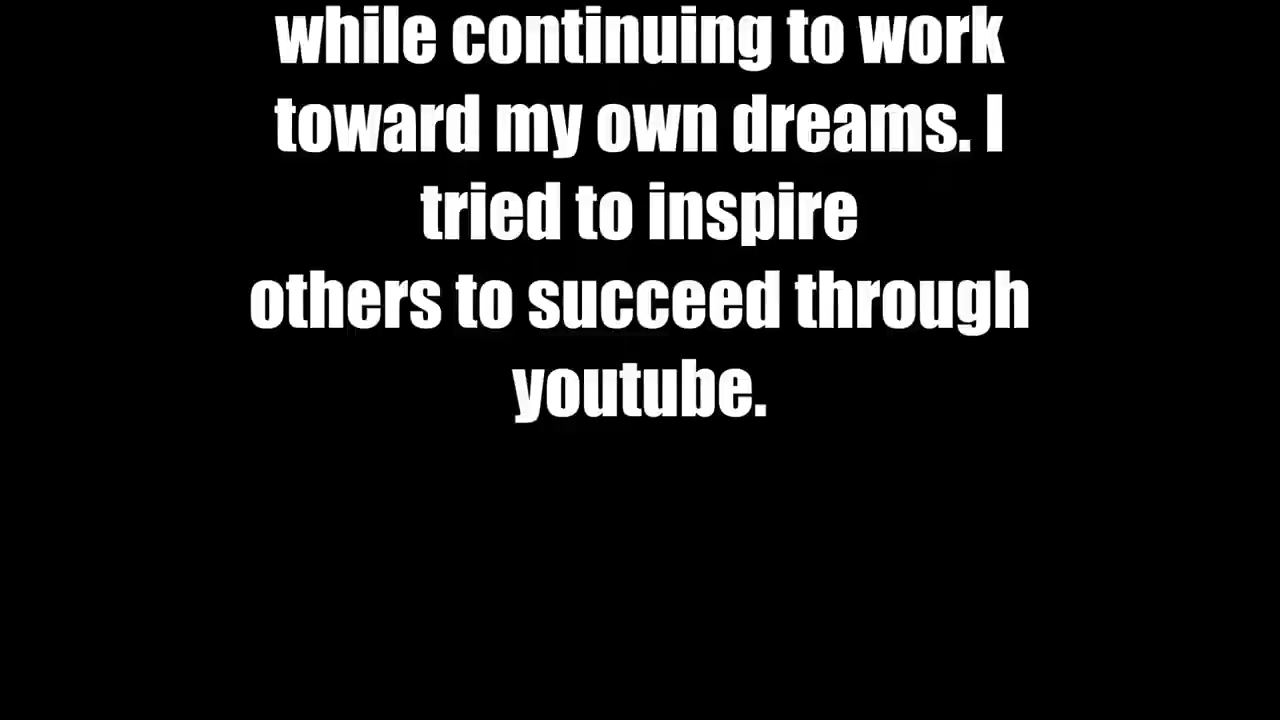 while continuing to work
toward my own dreams. I
tried to inspire
others to succeed through
youtube.